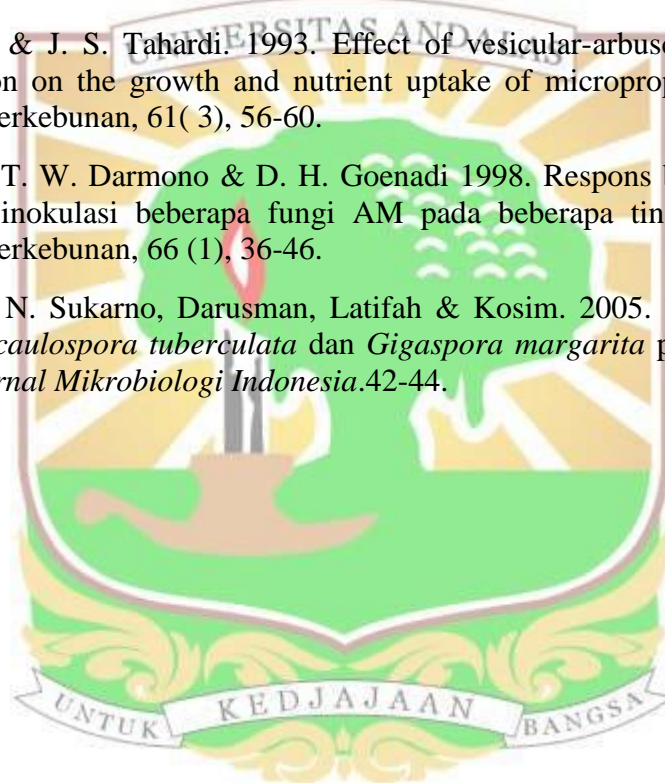 UNIVERSITAS ANDALAS
& J. S. Tahardi. 1993. Effect of vesicular-arbusc
on on the growth and nutrient uptake of microprop
erkebunan, 61( 3), 56-60.
T. W. Darmono & D. H. Goenadi 1998. Respons
inokulasi beberapa fungi AM pada beberapa tin
erkebunan, 66 (1), 36-46.
N. Sukarno, Darusman, Latifah & Kosim. 2005.
caulospora tuberculata dan Gigaspora margarita p
rnal Mikrobiologi Indonesia.42-44.
UNTUK KEDJAJAAN BANGSA